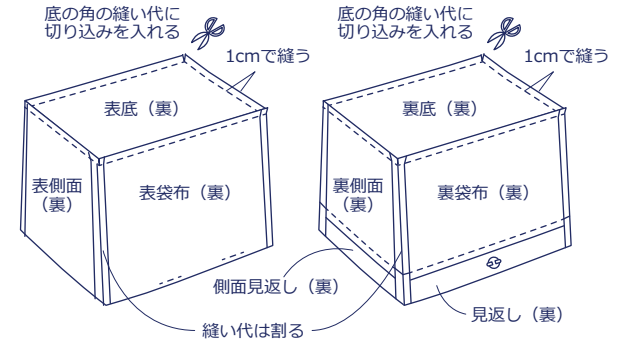 底の角の縫い代に
切り込みを入れる
1cmで縫う
表底（裏）
表側面
（裏）
表袋布（裏）
底の角の縫い代に
切り込みを入れる
1cmで縫う
裏底（裏）
裏側面
（裏）
裏袋布（裏）
側面見返し（裏）
見返し（裏）
縫い代は割る